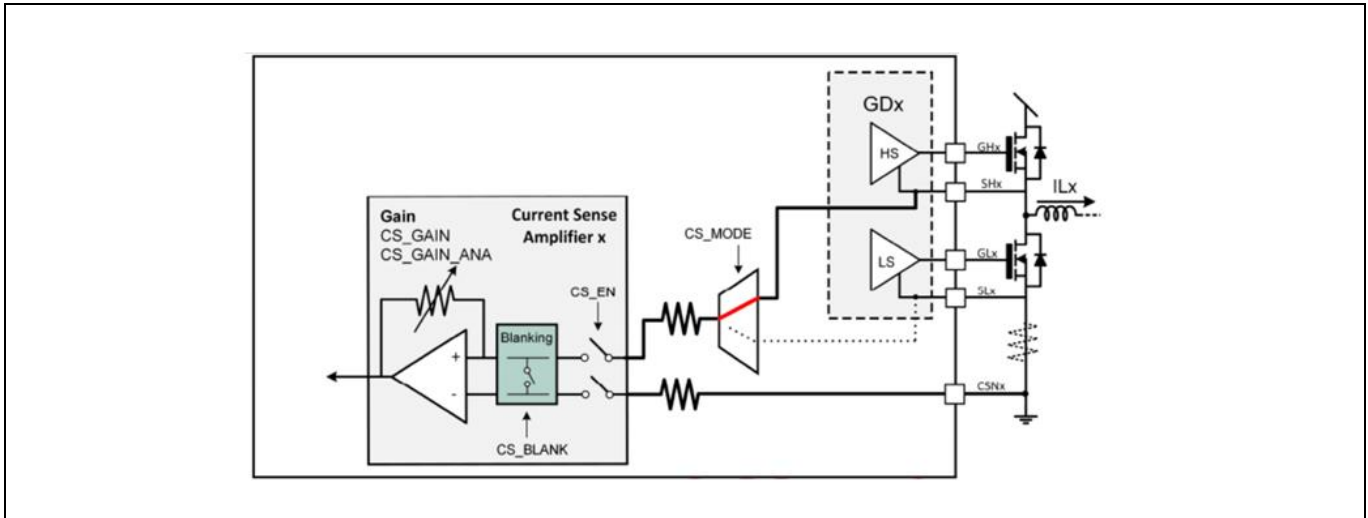 GDx
HS
GHx
SHx
ILx
Gain
CS_GAIN
CS_GAIN_ANA
Current Sense
Amplifier x
CS_MODE
LS
GLx
SLx
CS_EN
Blanking
+
-
CS_BLANK
CSNx